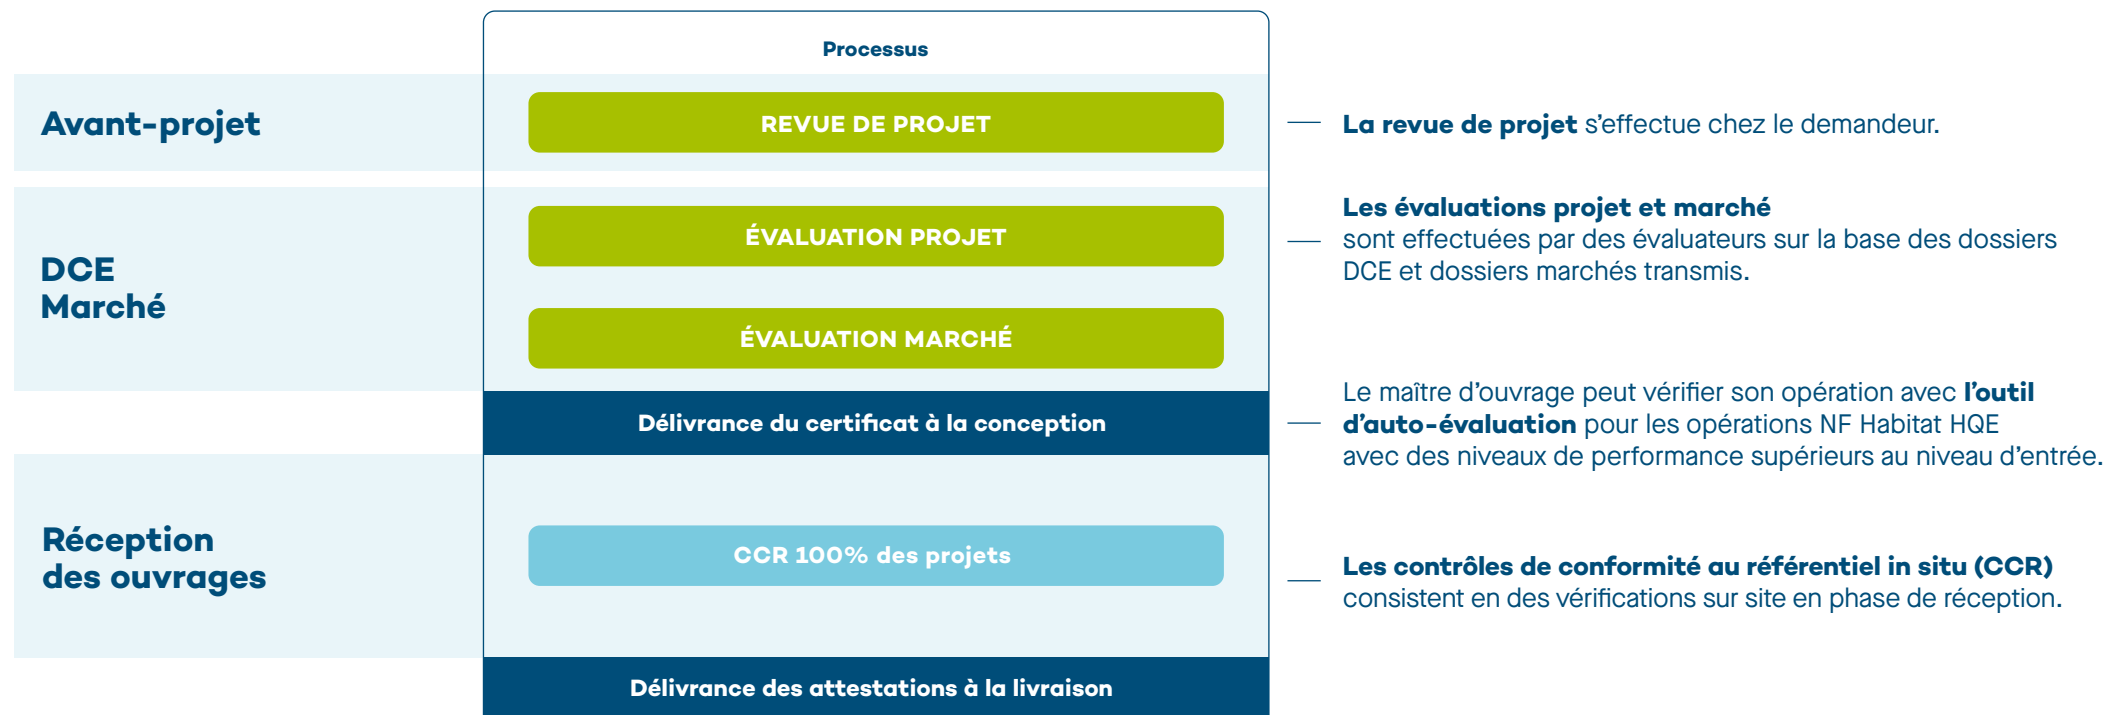 Processus
Avant-projet
REVUE DE PROJET
La revue de projet s'effectue chez le demandeur.
DCE
Marché
ÉVALUATION PROJET
Les évaluations projet et marché
sont effectuées par des évaluateurs sur la base des dossiers
DCE et dossiers marchés transmis.
ÉVALUATION MARCHÉ
Délivrance du certificat à la conception
Le maître d'ouvrage peut vérifier son opération avec l'outil
d'auto-évaluation pour les opérations NF Habitat HQE
avec des niveaux de performance supérieurs au niveau d'entrée.
Réception
des ouvrages
CCR 100% des projets
Les contrôles de conformité au référentiel in situ (CCR)
consistent en des vérifications sur site en phase de réception.
Délivrance des attestations à la livraison